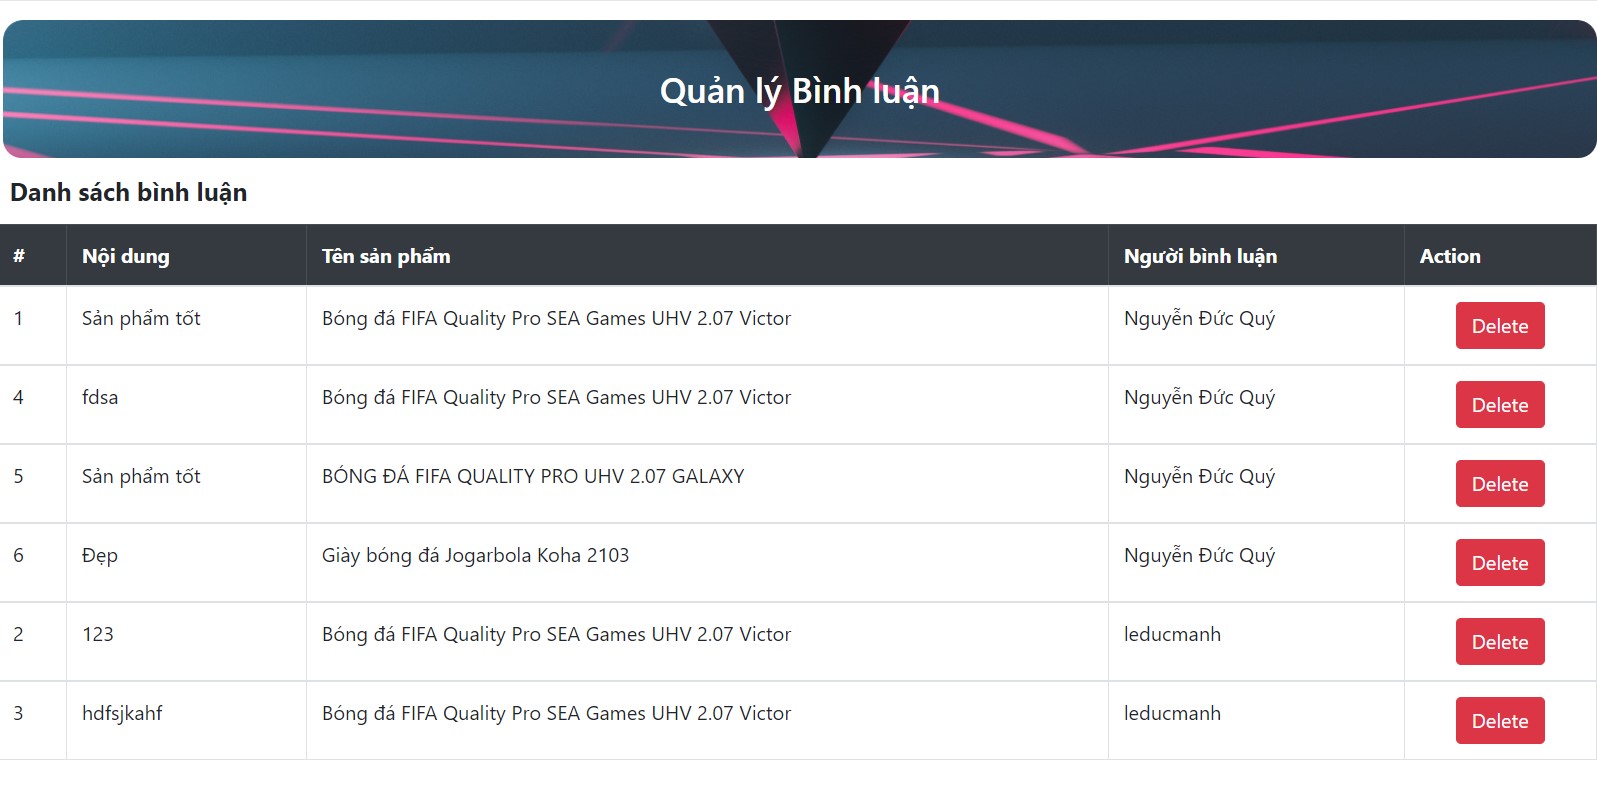 Quản lý Bình luận
Danh sách bình luận
# Nội dung Tên sản phẩm Người bình luận Action
1 Sản phẩm tốt Bóng đá FIFA Quality Pro SEA Games UHV 2.07 Victor Nguyễn Đức Quý Delete
4 fdsa Bóng đá FIFA Quality Pro SEA Games UHV 2.07 Victor Nguyễn Đức Quý Delete
5 Sản phẩm tốt BÓNG ĐÁ FIFA QUALITY PRO UHV 2.07 GALAXY Nguyễn Đức Quý Delete
6 Đẹp Giày bóng đá Jogarbola Koha 2103 Nguyễn Đức Quý Delete
2 123 Bóng đá FIFA Quality Pro SEA Games UHV 2.07 Victor leducmanh Delete
3 hdfsjkahf Bóng đá FIFA Quality Pro SEA Games UHV 2.07 Victor leducmanh Delete